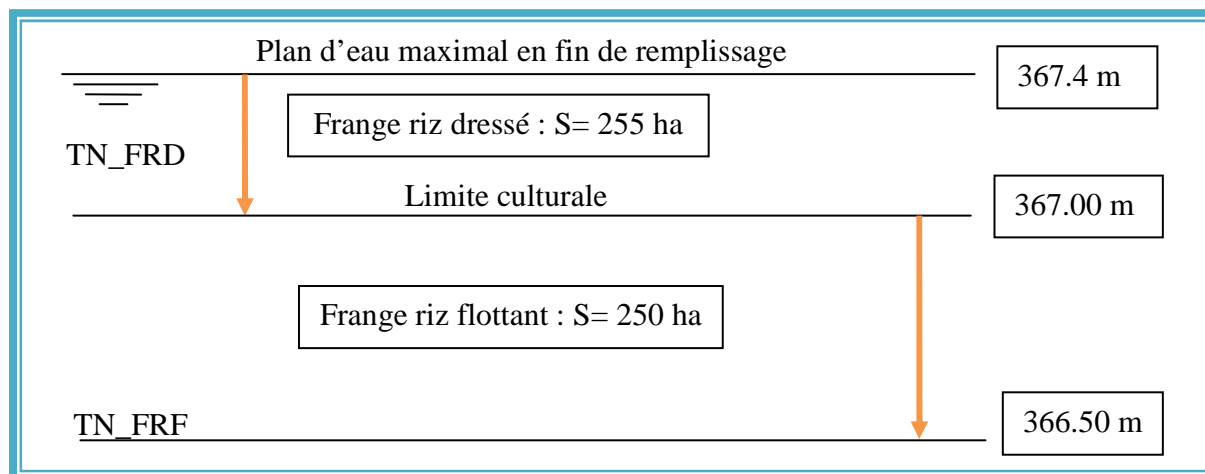 Plan d’eau maximal en fin de remplissage
367.4 m
Frange riz dressé : S= 255 ha
TN_FRD
Limite culturale
367.00 m
Frange riz flottant : S= 250 ha
TN_FRF
366.50 m